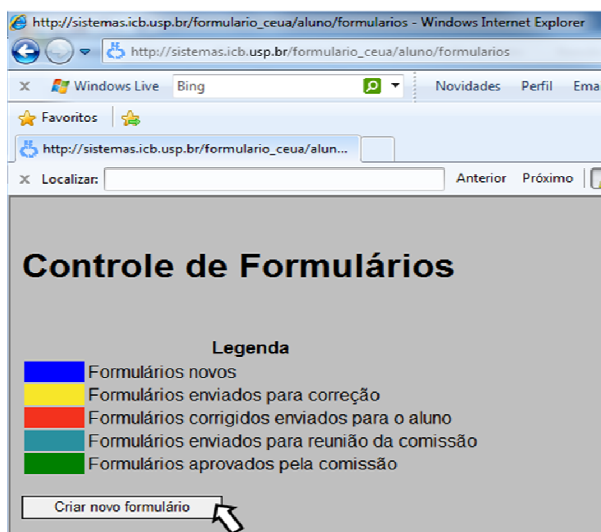 http://sistemas.icb.usp.br/formulario_ceua/aluno/formularios - Windows Internet Explorer
http://sistemas.icb.usp.br/formulario_ceua/aluno/formularios
x Windows Live Bing Novidades Perfil Ema
Favoritos
http://sistemas.icb.usp.br/formulario_ceua/alun...
x Localizar: Anterior Próximo
Controle de Formulários
Legenda
Formulários novos
Formulários enviados para correção
Formulários corrigidos enviados para o aluno
Formulários enviados para reunião da comissão
Formulários aprovados pela comissão
Criar novo formulário